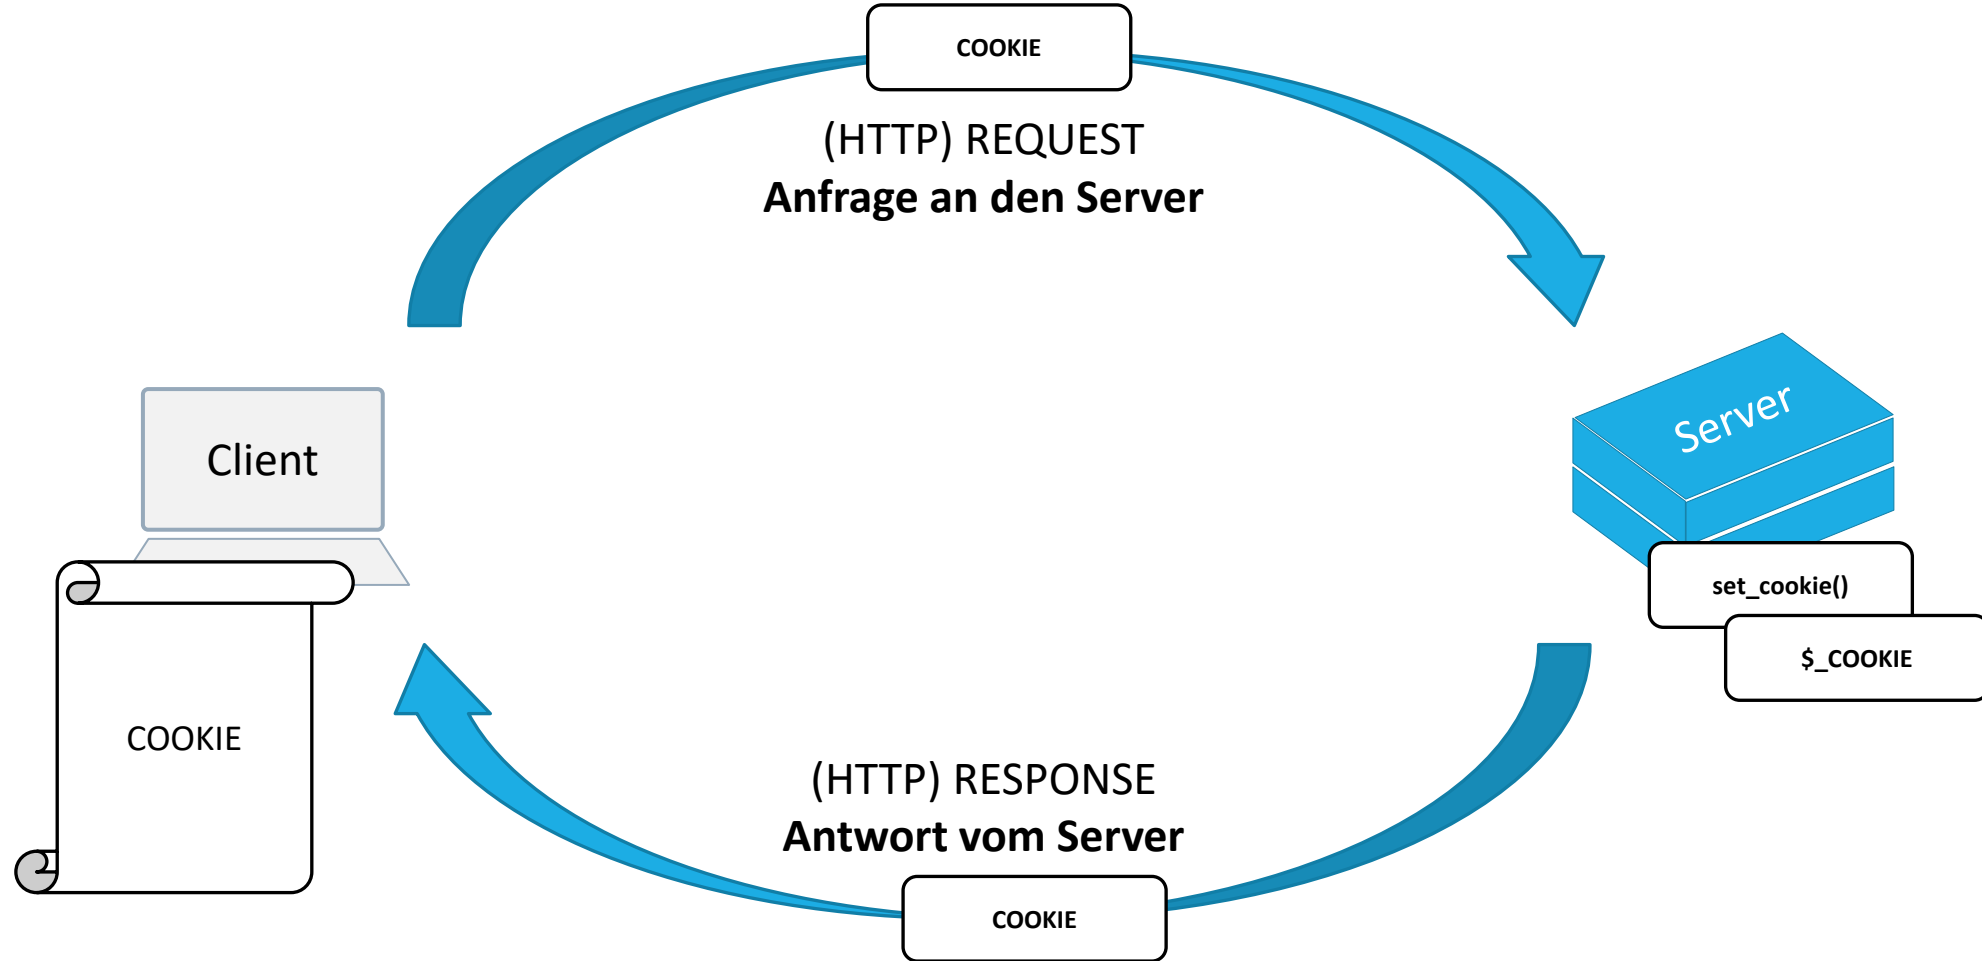 COOKIE
(HTTP) REQUEST
Anfrage an den Server
Client
Server
set_cookie()
$_COOKIE
COOKIE
(HTTP) RESPONSE
Antwort vom Server
COOKIE